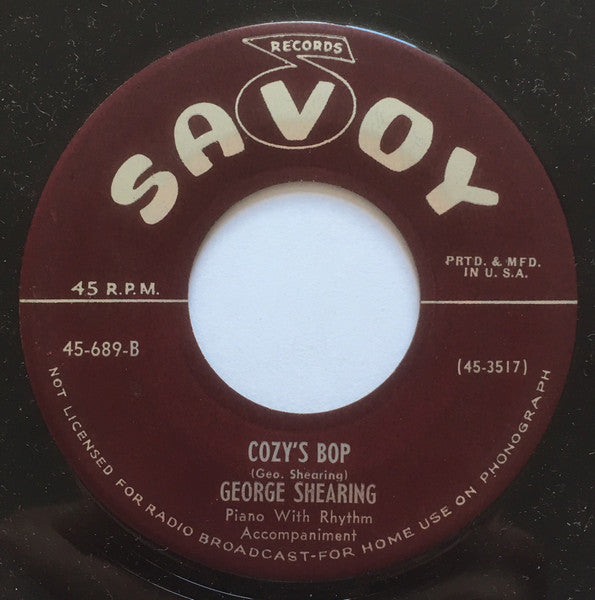 RECORDS
SAVOY
PRTD. & MFD.
IN U.S.A.
45 R.P.M.
45-689-B
(45-3517)
COZY'S BOP
(Geo. Shearing)
GEORGE SHEARING
Piano With Rhythm
Accompaniment
NOT LICENSED FOR RADIO BROADCAST-FOR HOME USE ON PHONOGRAPH